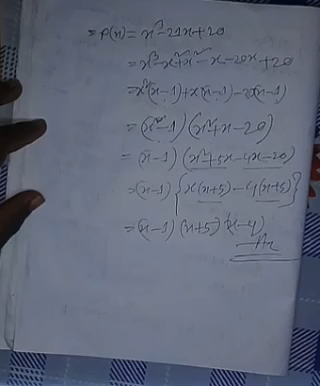 = P(x) = x³-21x+20
= x³-x²+x²-x-20x+20
= x²(x-1)+x(x-1)-20(x-1)
= (x²-1) (x²+x-20)
= (x-1) (x²+5x-4x-20)
= (x-1) {x(x+5)-4(x+5)}
= (x-1) (x+5) (x-4)